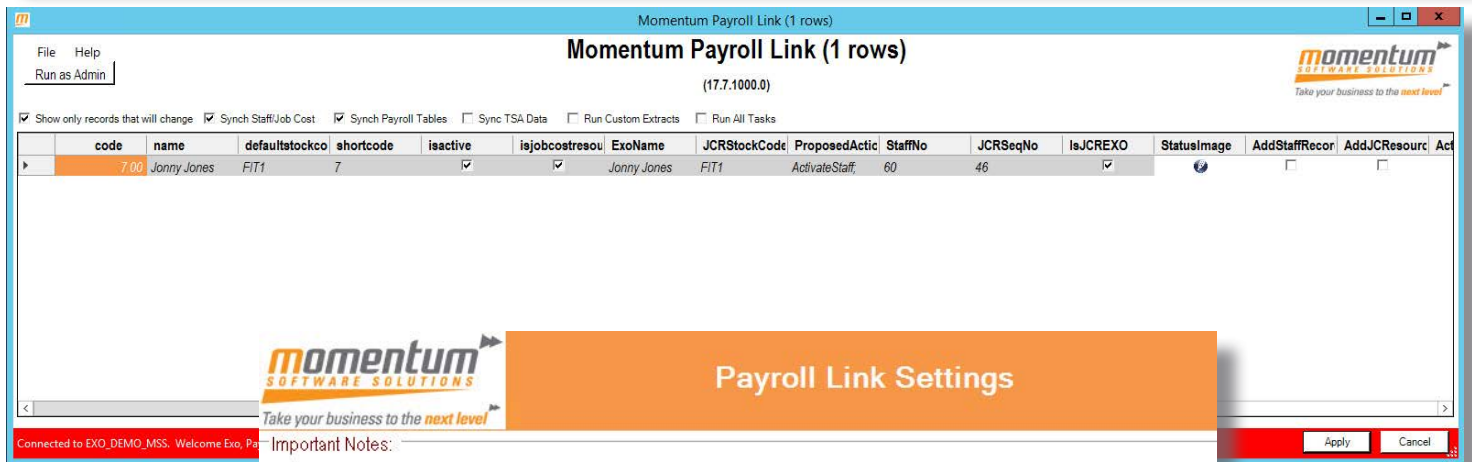 m
Momentum Payroll Link (1 rows)
File Help
Run as Admin
Momentum Payroll Link (1 rows)
(17.7.1000.0)
momentum
SOFTWARE SOLUTIONS
Take your business to the next level
Show only records that will change Synch Staff/Job Cost Synch Payroll Tables Sync TSA Data Run Custom Extracts Run All Tasks
code name defaultstockco shortcode isactive isjobcostresou ExoName JCRStockCode ProposedActic StaffNo JCRSeqNo IsJCREXO StatusImage AddStaffRecor AddJCResourc Act
7.00 Jonny Jones FIT1 7 Jonny Jones FIT1 ActivateStaff; 60 46
momentum
SOFTWARE SOLUTIONS
Take your business to the next level
Payroll Link Settings
Connected to EXO_DEMO_MSS. Welcome Exo, Pa
Important Notes:
Apply Cancel